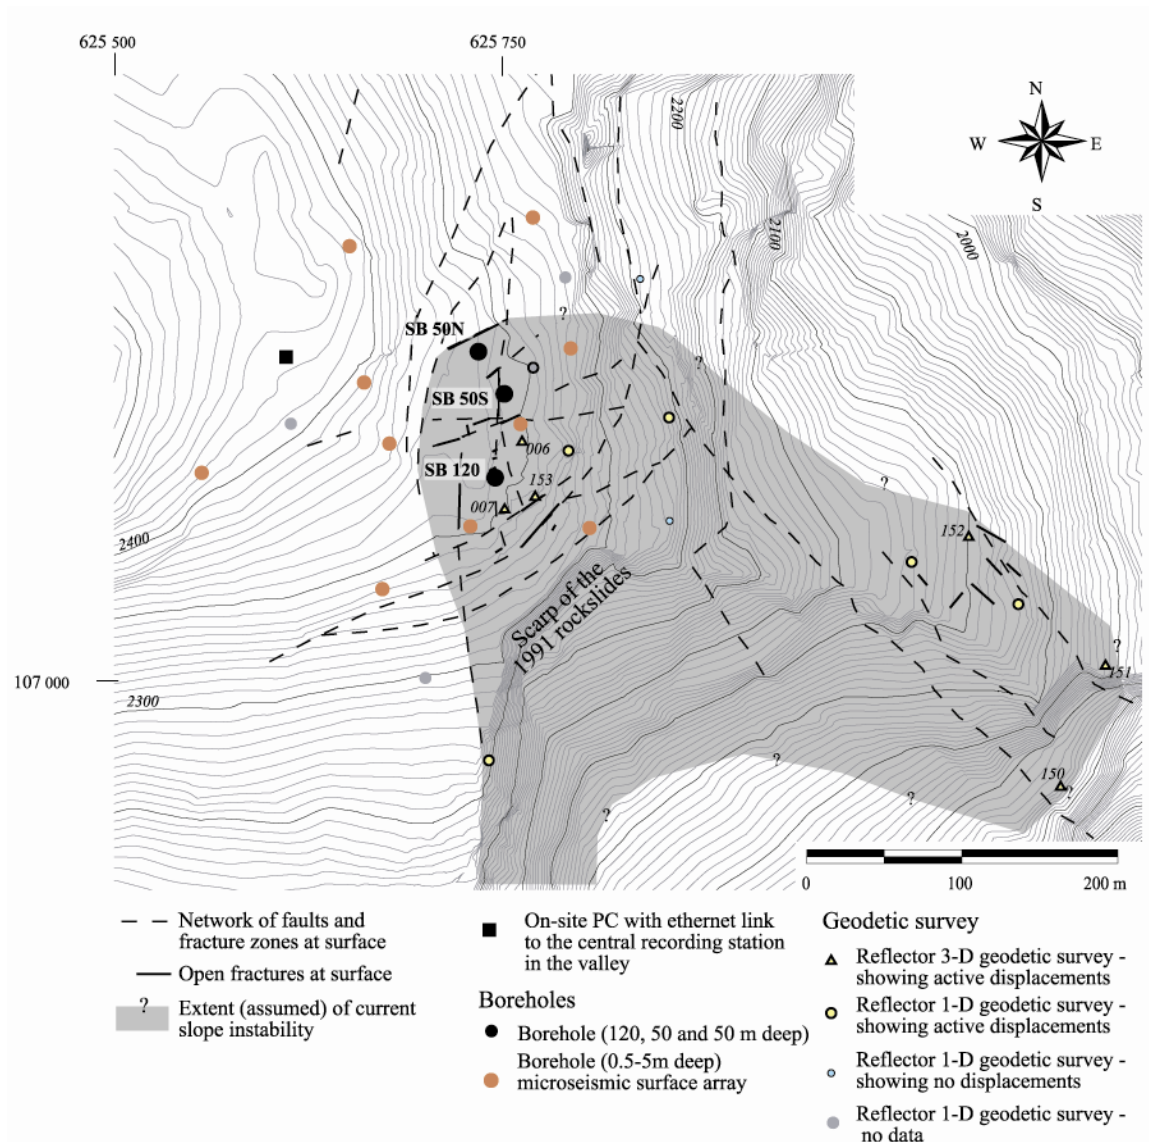 625 500
625 750
N
W
E
S
2200
2100
2000
?
SB 50N
?
SB 50S
006
SB 120
153
007
?
152
2400
Scarp of the
1991 rockslides
?
151
107 000
2300
?
150
?
?
?
0
100
200 m
Network of faults and
fracture zones at surface
Open fractures at surface
?
Extent (assumed) of current
slope instability
On-site PC with ethernet link
to the central recording station
in the valley
Boreholes
Borehole (120, 50 and 50 m deep)
Borehole (0.5-5m deep)
microseismic surface array
Geodetic survey
Reflector 3-D geodetic survey -
showing active displacements
Reflector 1-D geodetic survey -
showing active displacements
Reflector 1-D geodetic survey -
showing no displacements
Reflector 1-D geodetic survey -
no data